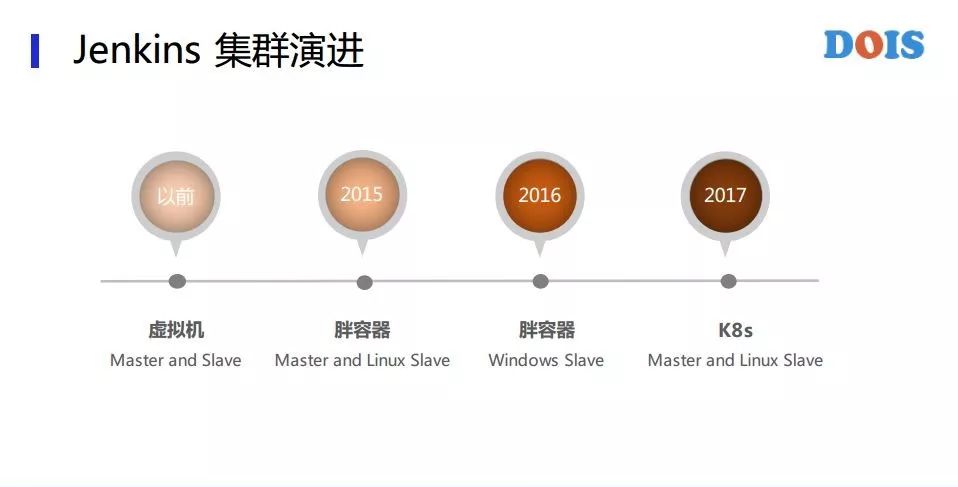 Jenkins 集群演进
DOIS
以前
2015
2016
2017
虚拟机
Master and Slave
胖容器
Master and Linux Slave
胖容器
Windows Slave
K8s
Master and Linux Slave